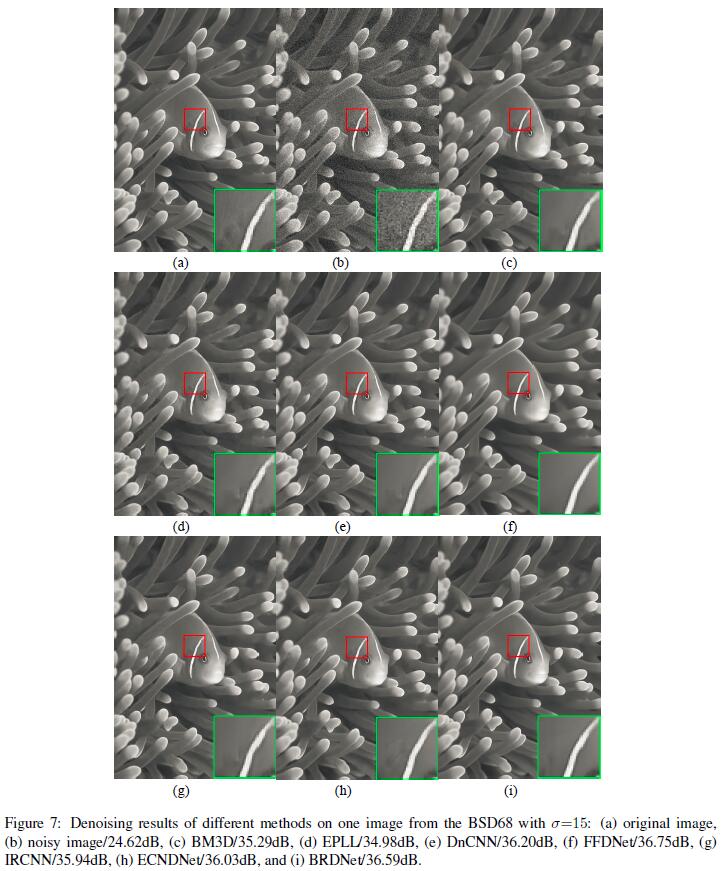 (a) (b) (c)
(d) (e) (f)
(g) (h) (i)
Figure 7: Denoising results of different methods on one image from the BSD68 with σ=15: (a) original image,
(b) noisy image/24.62dB, (c) BM3D/35.29dB, (d) EPLL/34.98dB, (e) DnCNN/36.20dB, (f) FFDNet/36.75dB, (g)
IRCNN/35.94dB, (h) ECNDNet/36.03dB, and (i) BRDNet/36.59dB.